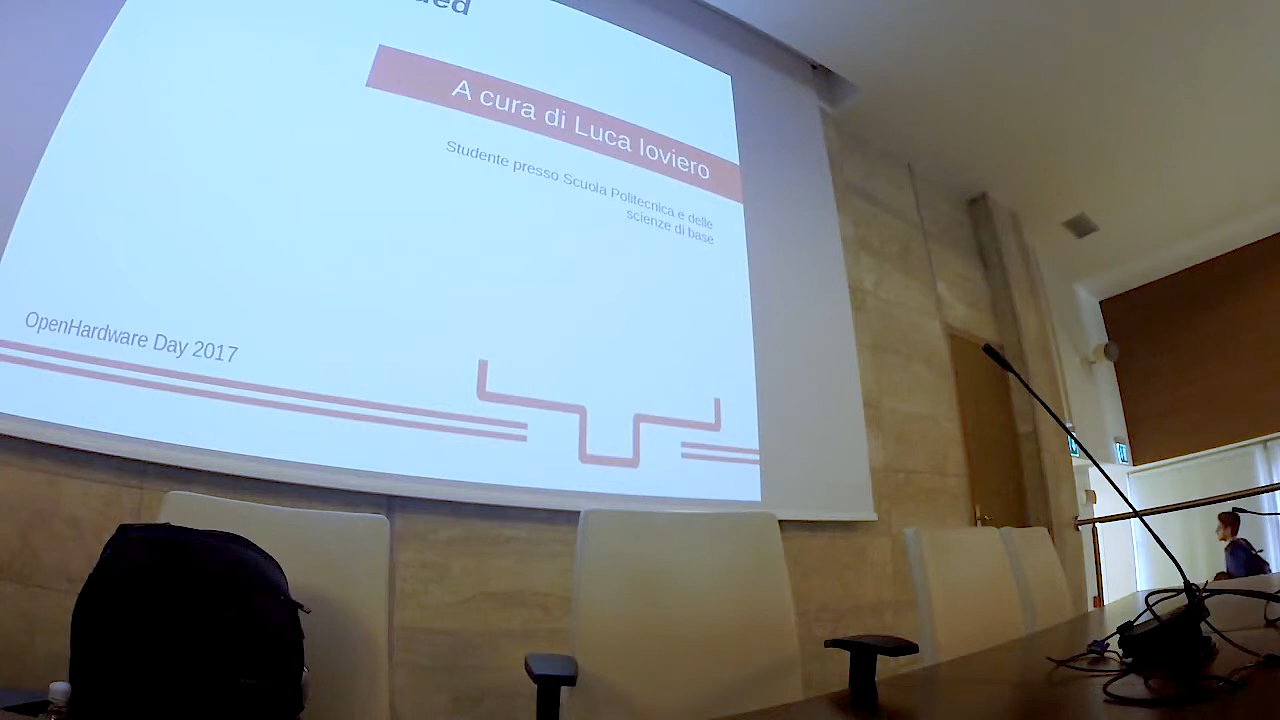 A cura di Luca Ioviero
Studente presso Scuola Politecnica e delle
scienze di base
OpenHardware Day 2017